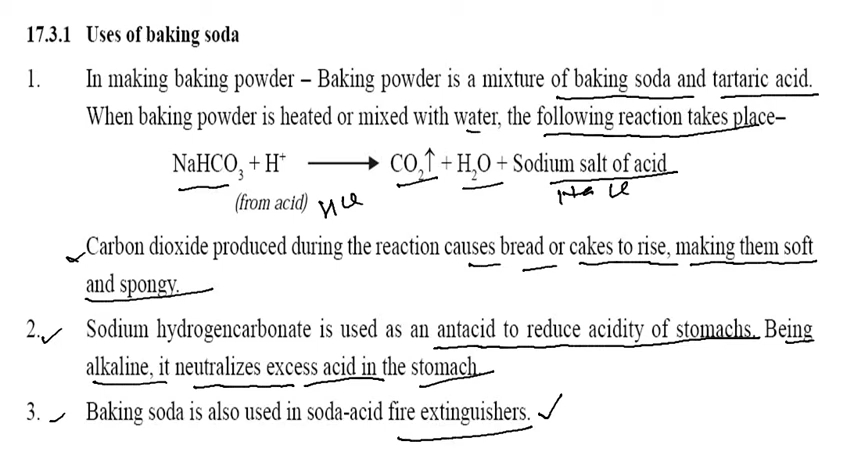 17.3.1 Uses of baking soda
1. In making baking powder – Baking powder is a mixture of baking soda and tartaric acid.
When baking powder is heated or mixed with water, the following reaction takes place–
NaHCO₃ + H⁺ ⟶ CO₂↑ + H₂O + Sodium salt of acid
(from acid) HCl NaCl
Carbon dioxide produced during the reaction causes bread or cakes to rise, making them soft
and spongy.
2. Sodium hydrogencarbonate is used as an antacid to reduce acidity of stomachs. Being
alkaline, it neutralizes excess acid in the stomach.
3. Baking soda is also used in soda-acid fire extinguishers.